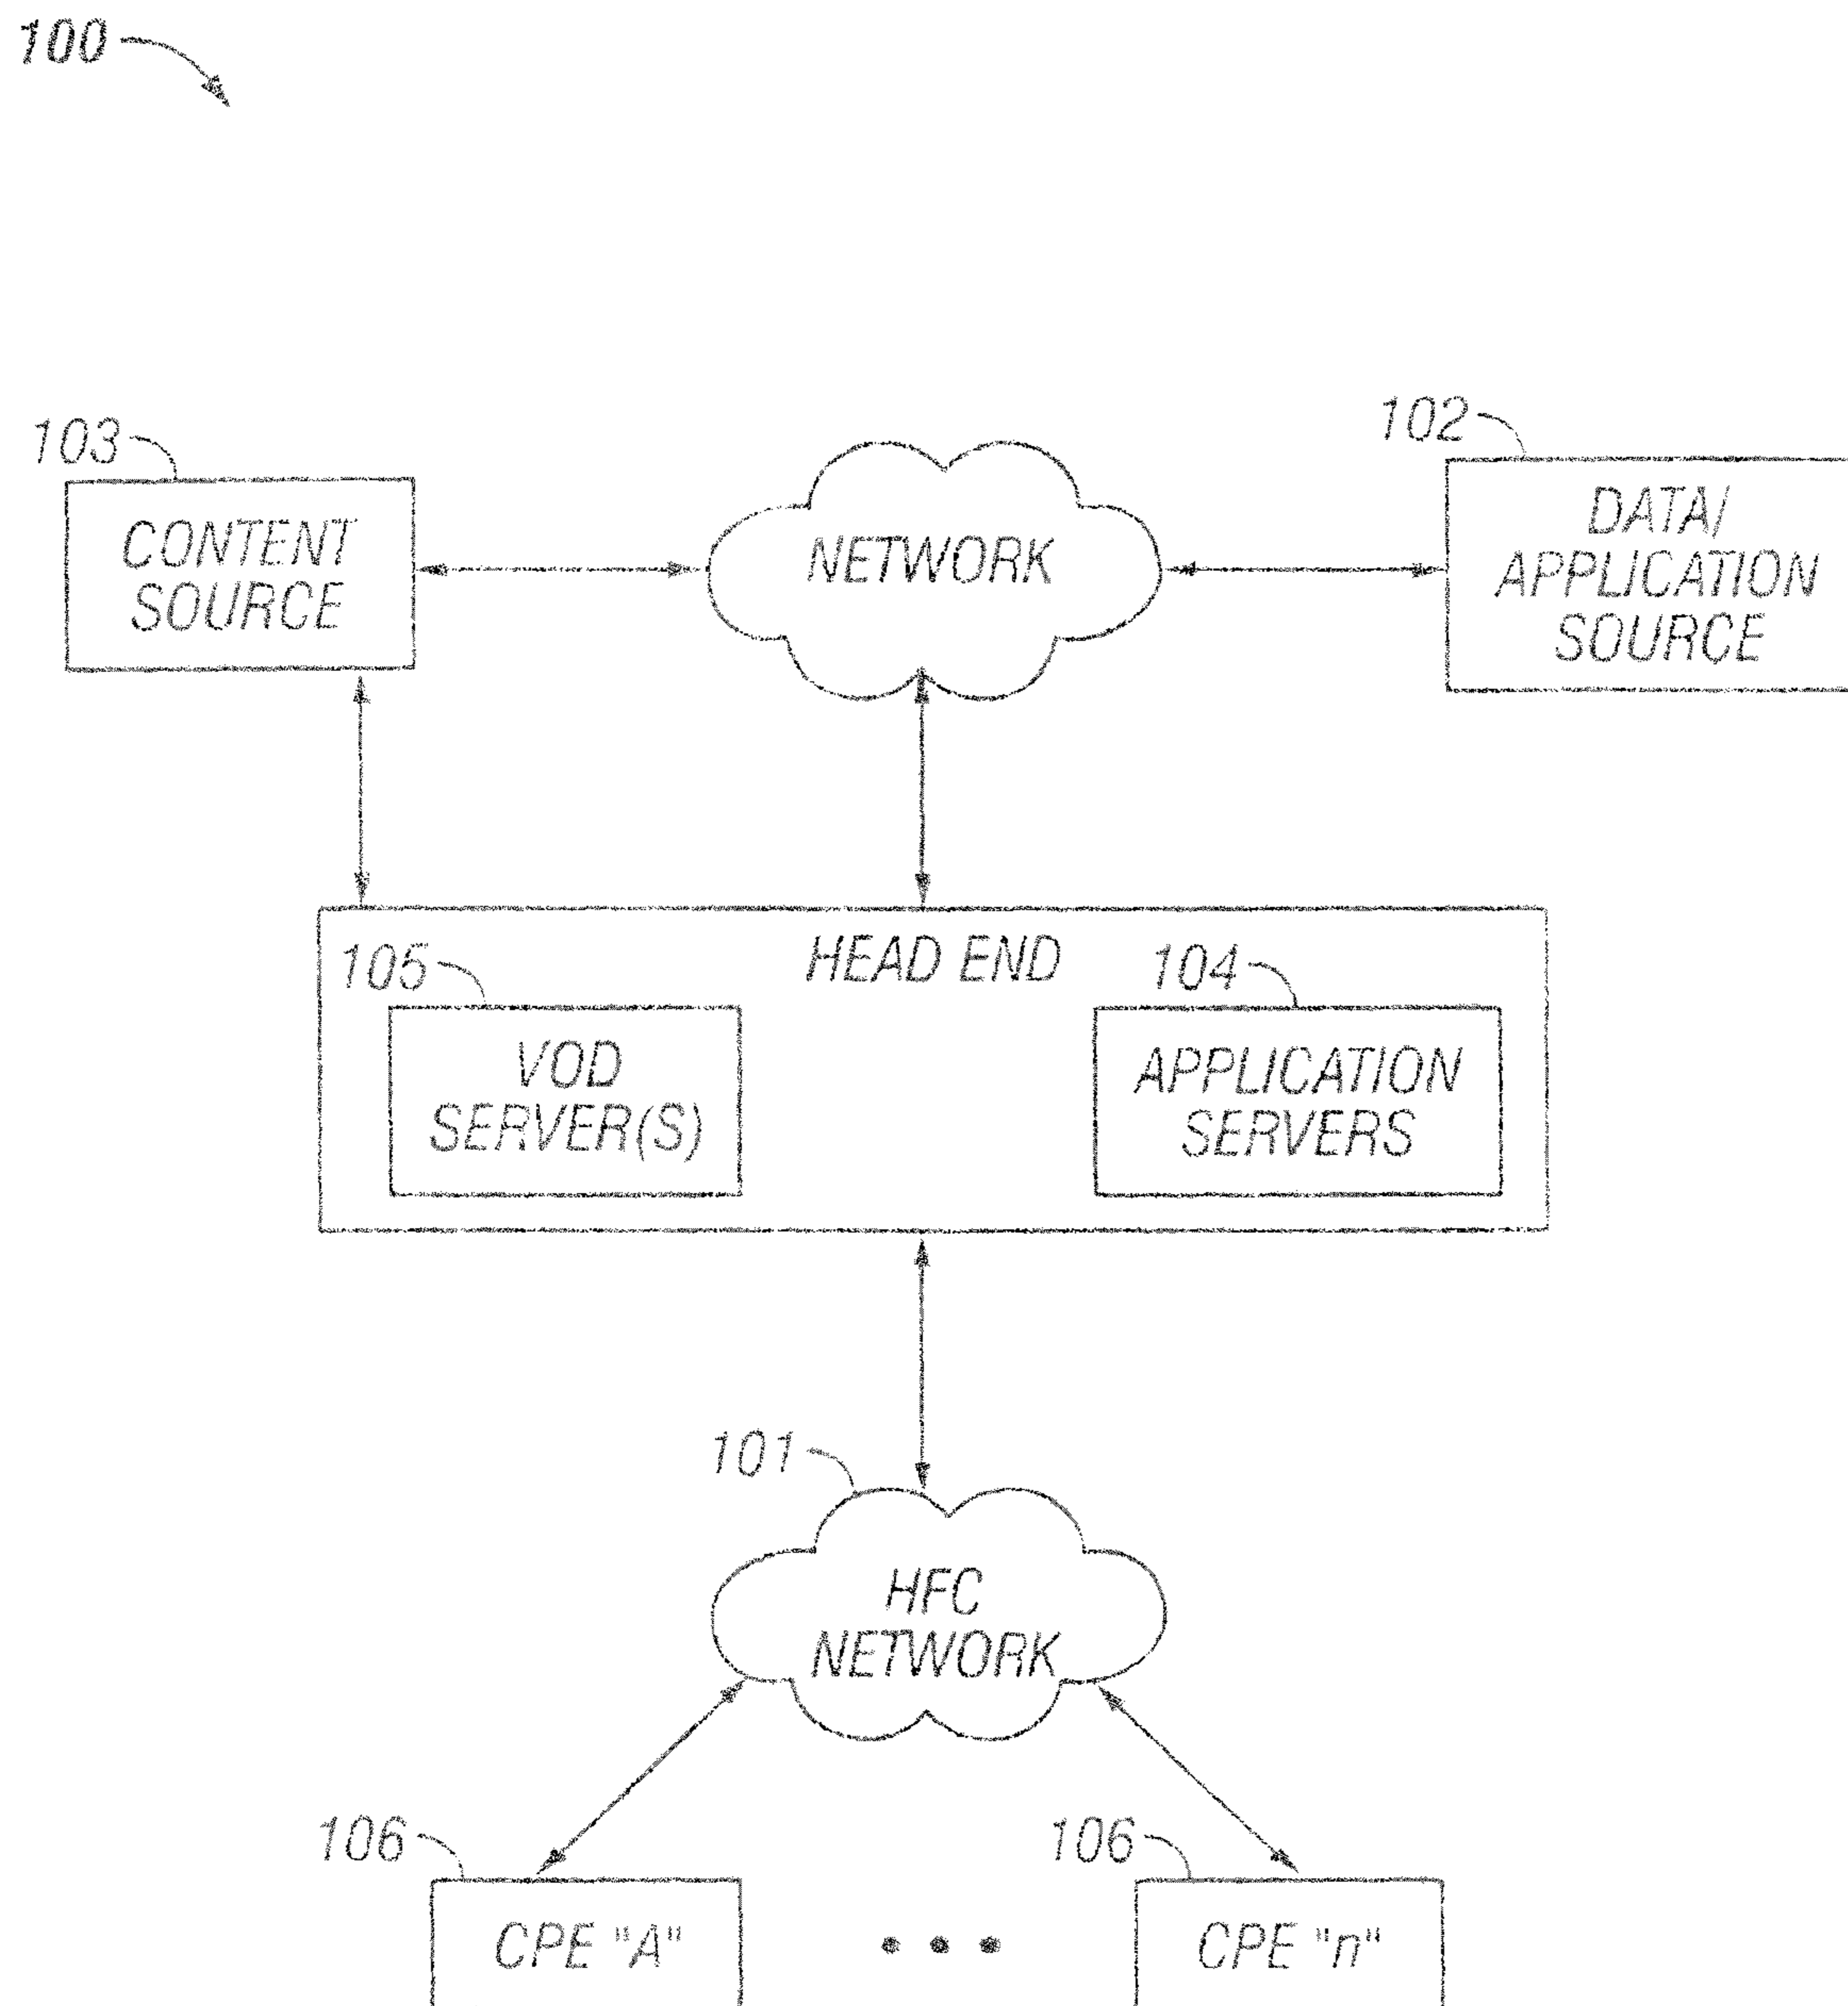 100
103
102
CONTENT
SOURCE
NETWORK
DATA/
APPLICATION
SOURCE
HEAD END
105
104
VOD
SERVER(S)
APPLICATION
SERVERS
101
HFC
NETWORK
106
106
CPE "A"
CPE "n"